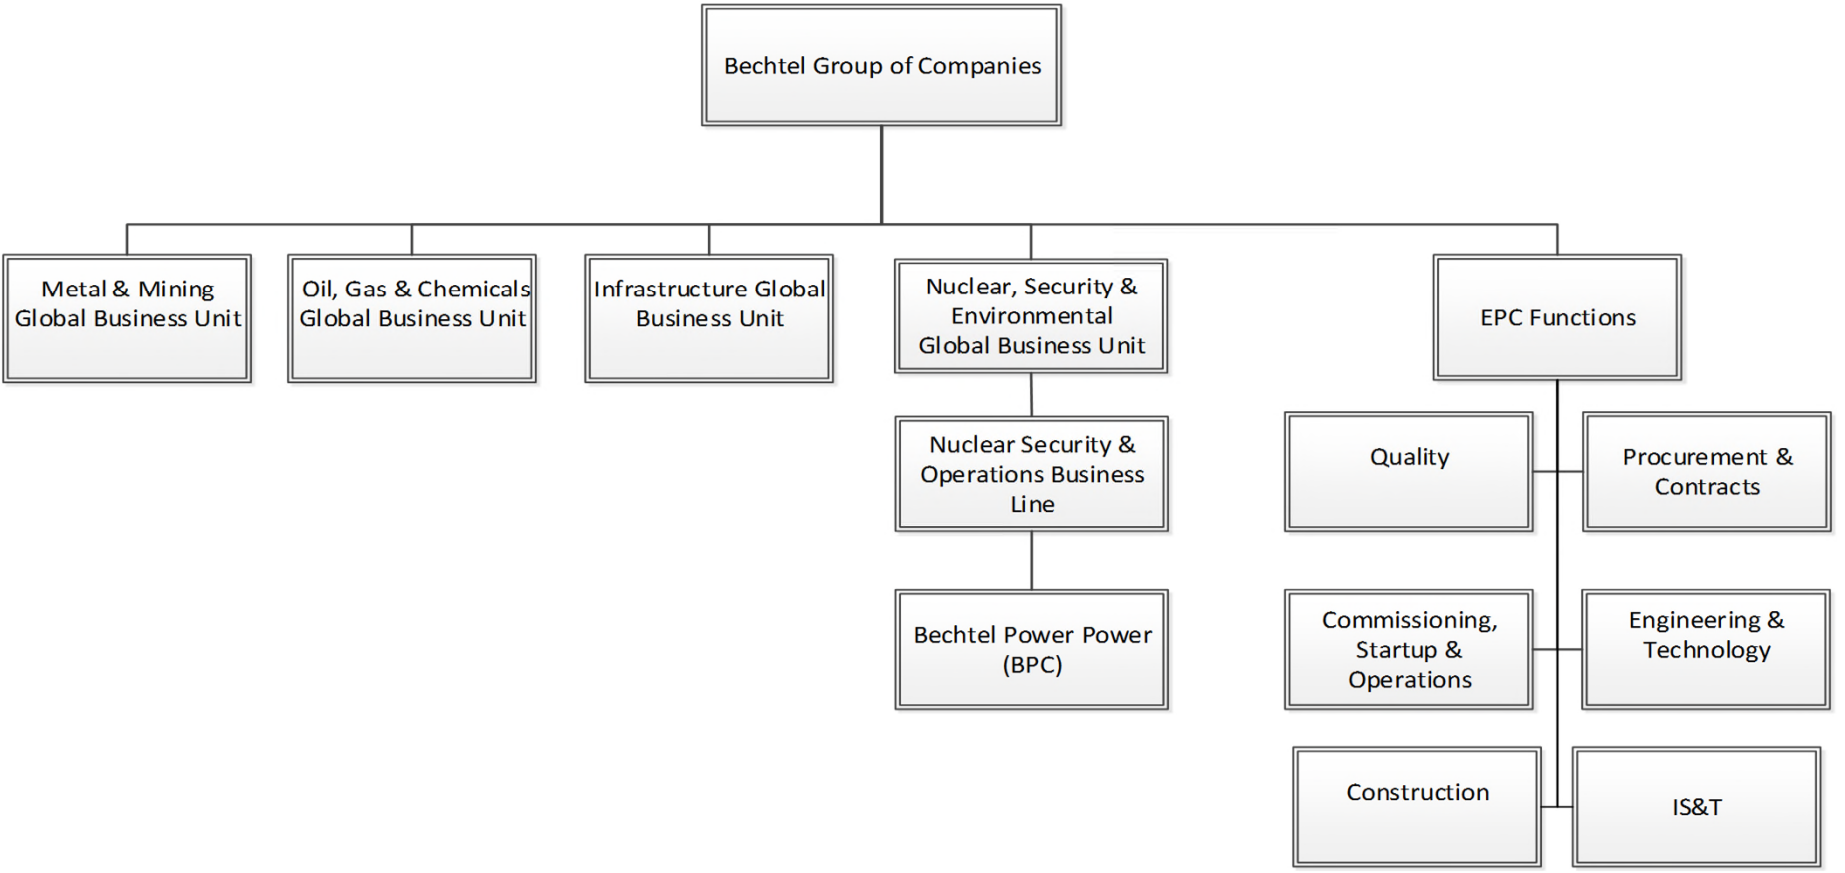 Bechtel Group of Companies
Metal & Mining
Global Business Unit
Oil, Gas & Chemicals
Global Business Unit
Infrastructure Global
Business Unit
Nuclear, Security &
Environmental
Global Business Unit
EPC Functions
Nuclear Security &
Operations Business
Line
Bechtel Power Power
(BPC)
Quality
Procurement &
Contracts
Commissioning,
Startup &
Operations
Engineering &
Technology
Construction
IS&T